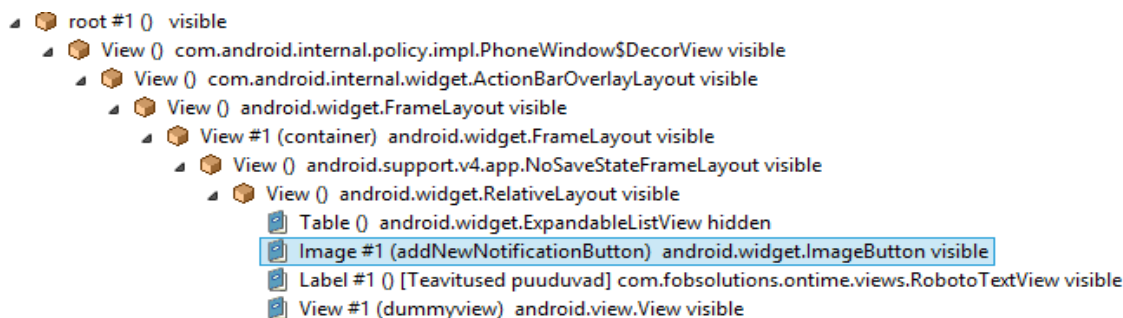 root #1 () visible
View () com.android.internal.policy.impl.PhoneWindow$DecorView visible
View () com.android.internal.widget.ActionBarOverlayLayout visible
View () android.widget.FrameLayout visible
View #1 (container) android.widget.FrameLayout visible
View () android.support.v4.app.NoSaveStateFrameLayout visible
View () android.widget.RelativeLayout visible
Table () android.widget.ExpandableListView hidden
Image #1 (addNewNotificationButton) android.widget.ImageButton visible
Label #1 () [Teavitused puuduvad] com.fobsolutions.ontime.views.RobotoTextView visible
View #1 (dummyview) android.view.View visible